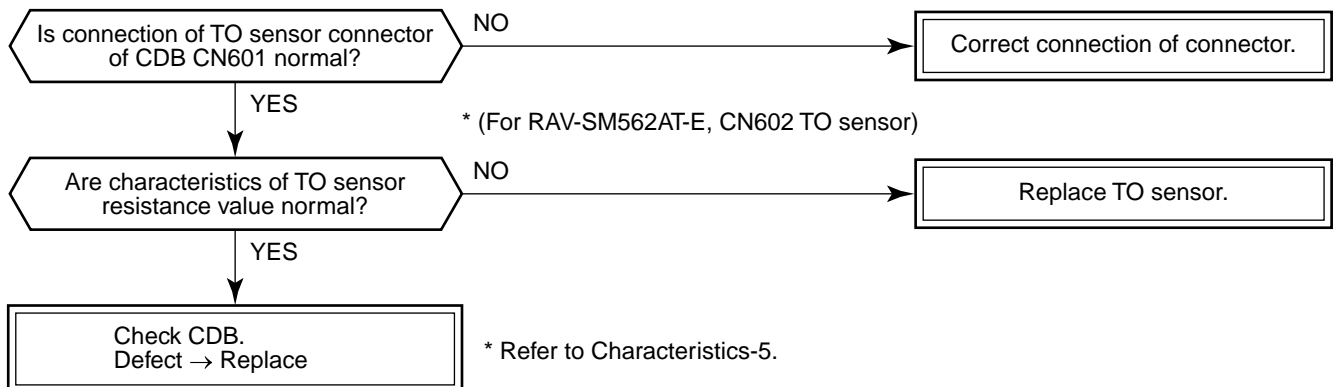 Is connection of TO sensor connector
of CDB CN601 normal?
NO
Correct connection of connector.
YES
* (For RAV-SM562AT-E, CN602 TO sensor)
Are characteristics of TO sensor
resistance value normal?
NO
Replace TO sensor.
YES
Check CDB.
Defect → Replace
* Refer to Characteristics-5.